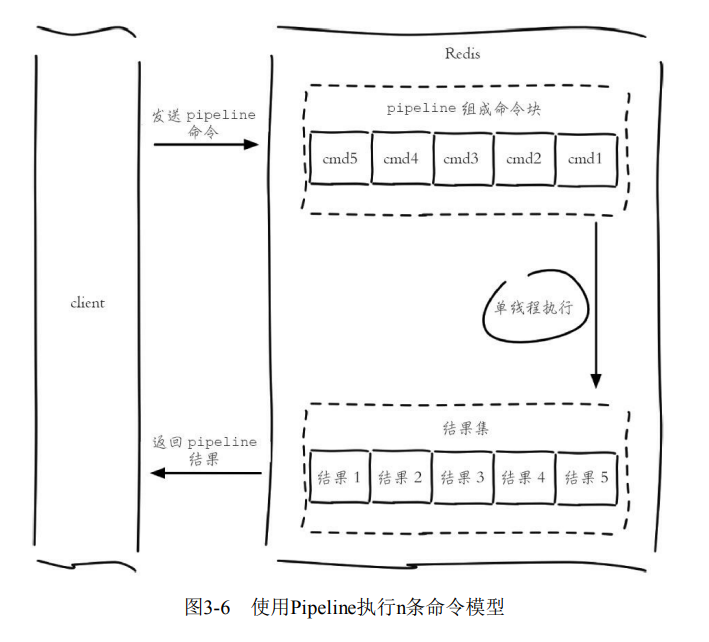 Redis
pipeline 组成命令块
发送 pipeline
命令
cmd5 cmd4 cmd3 cmd2 cmd1
client
单线程执行
结果集
返回 pipeline
结果
结果 1 结果 2 结果 3 结果 4 结果 5
图3-6 使用Pipeline执行n条命令模型